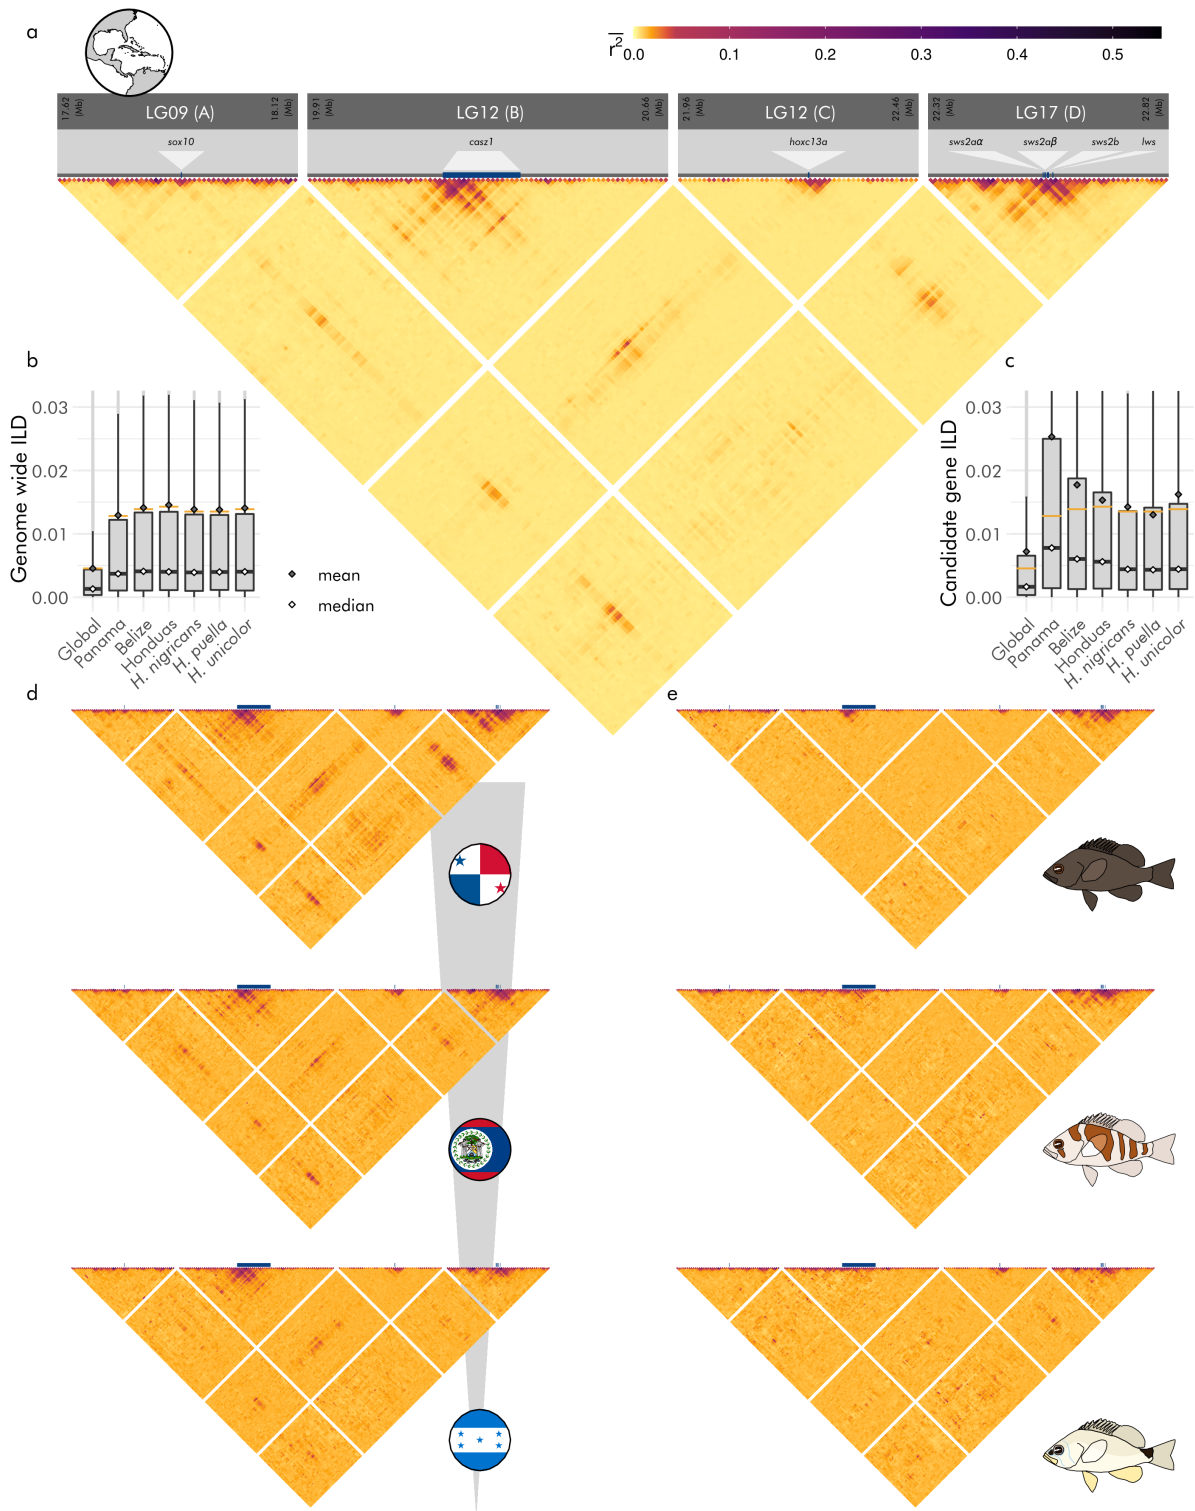 a
r²
0.0 0.1 0.2 0.3 0.4 0.5
17.62 (Mb) LG09 (A) 18.12 (Mb)
19.91 (Mb) LG12 (B) 20.66 (Mb)
21.96 (Mb) LG12 (C) 22.46 (Mb)
22.32 (Mb) LG17 (D) 22.82 (Mb)
sox10 casz1 hoxc13a sws2aα sws2aβ sws2b lws
b
Genome wide ILD
0.03
0.02
0.01
0.00
Global
Panama
Belize
Honduas
H. nigricans
H. puella
H. unicolor
mean
median
c
Candidate gene ILD
0.03
0.02
0.01
0.00
Global
Panama
Belize
Honduas
H. nigricans
H. puella
H. unicolor
d
e